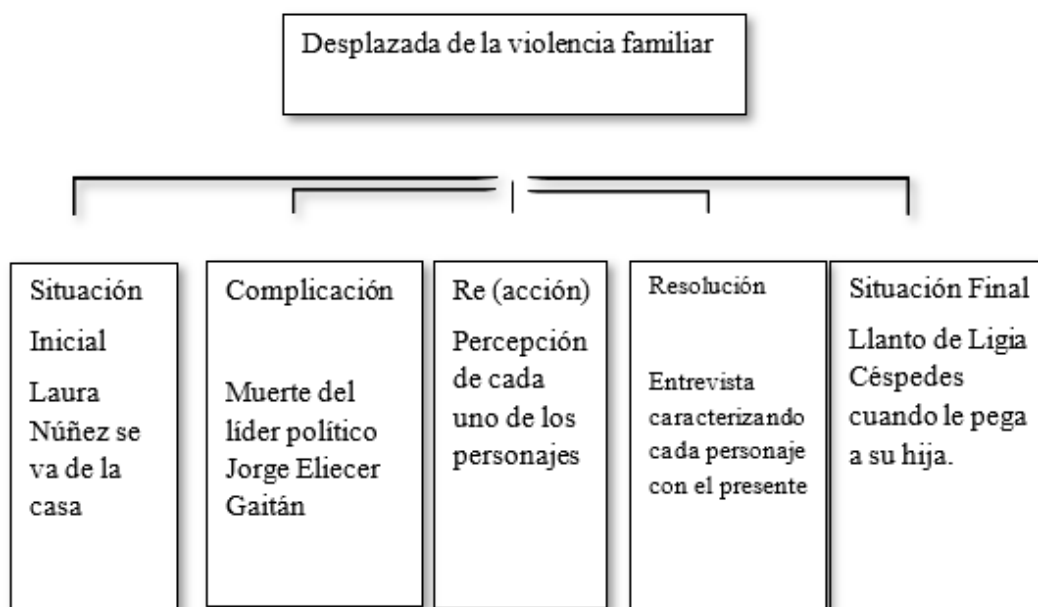 Desplazada de la violencia familiar
Situación
Inicial
Laura
Núñez se
va de la
casa
Complicación
Muerte del
líder político
Jorge Eliecer
Gaitán
Re (acción)
Percepción
de cada
uno de los
personajes
Resolución
Entrevista
caracterizando
cada personaje
con el presente
Situación Final
Llanto de Ligia
Céspedes
cuando le pega
a su hija.